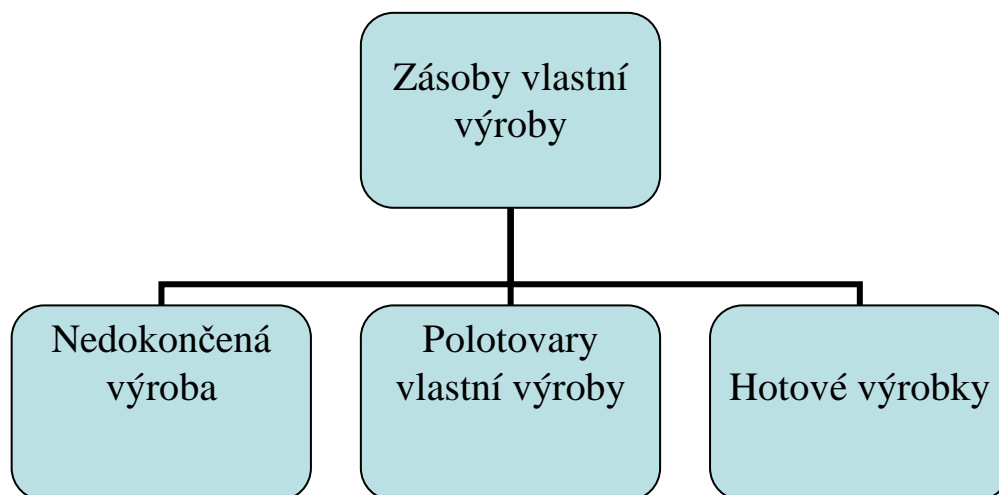 Zásoby vlastní
výroby
Nedokončená
výroba
Polotovary
vlastní výroby
Hotové výrobky